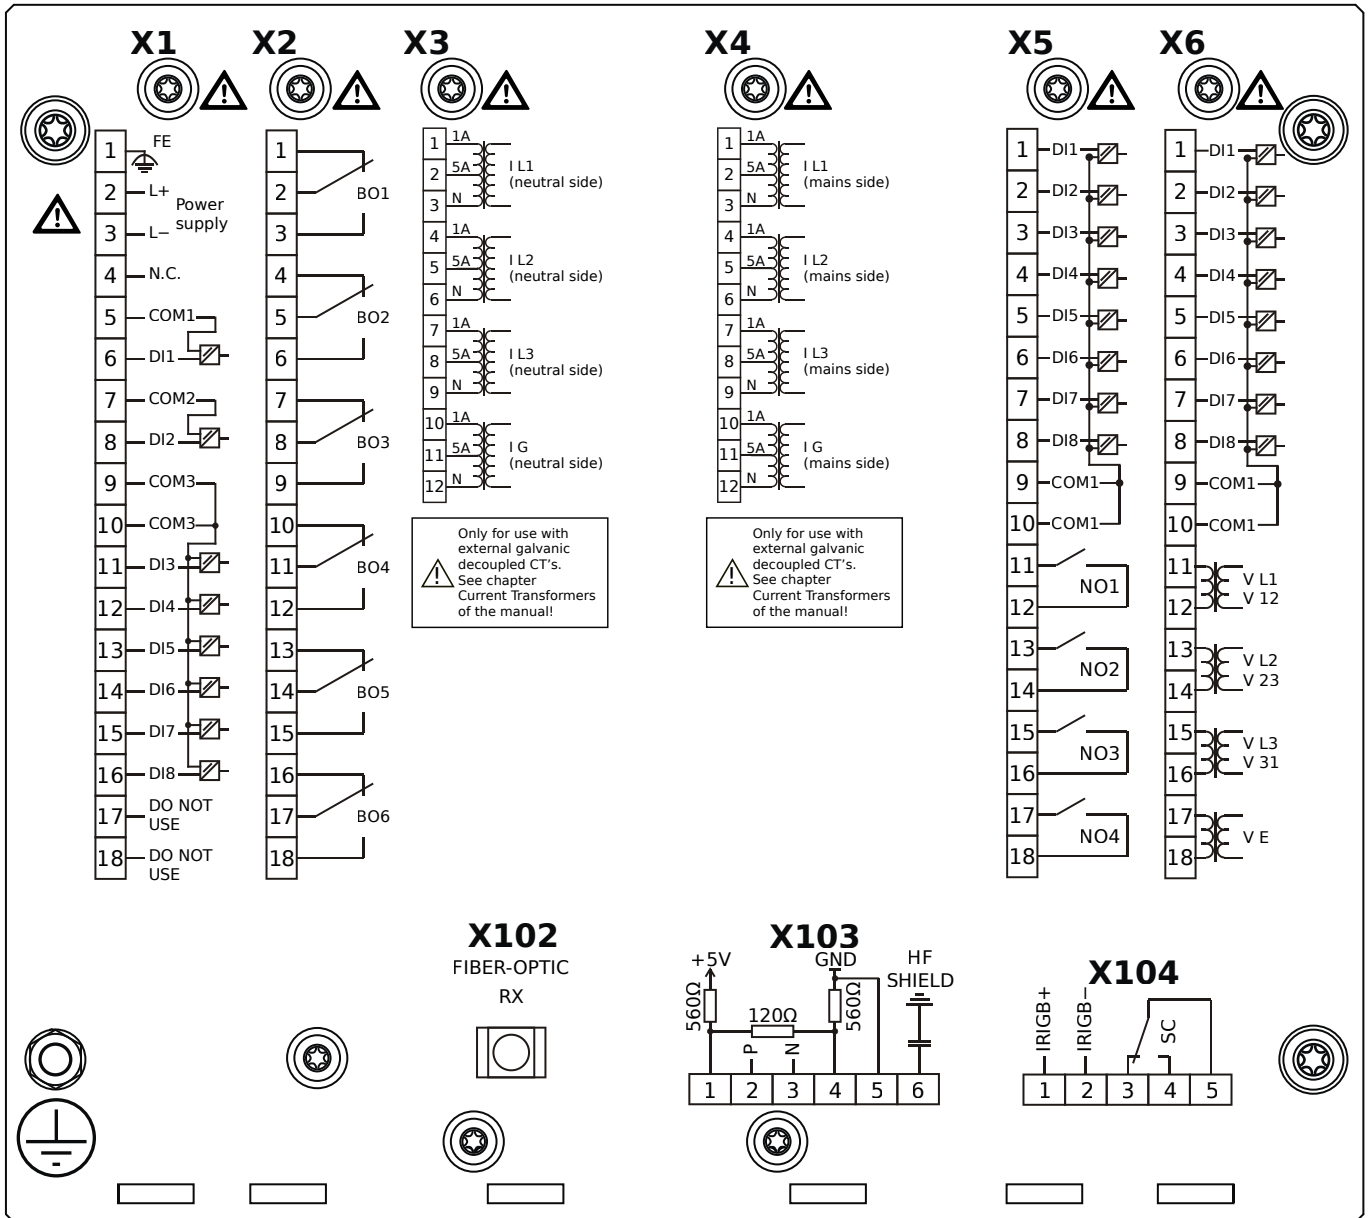 X1
X2
X3
X4
X5
X6
1
FE
2
L+
Power
supply
3
L−
4
N.C.
5
COM1
6
DI1
7
COM2
8
DI2
9
COM3
10
COM3
11
DI3
12
DI4
13
DI5
14
DI6
15
DI7
16
DI8
17
DO NOT
USE
18
DO NOT
USE
1
2
BO1
3
4
5
BO2
6
7
8
BO3
9
10
11
BO4
12
13
14
BO5
15
16
17
BO6
18
1
1A
2
5A
I L1
(neutral side)
3
N
4
1A
5
5A
I L2
(neutral side)
6
N
7
1A
8
5A
I L3
(neutral side)
9
N
10
1A
11
5A
I G
(neutral side)
12
N
Only for use with
external galvanic
decoupled CT's.
See chapter
Current Transformers
of the manual!
1
1A
2
5A
I L1
(mains side)
3
N
4
1A
5
5A
I L2
(mains side)
6
N
7
1A
8
5A
I L3
(mains side)
9
N
10
1A
11
5A
I G
(mains side)
12
N
Only for use with
external galvanic
decoupled CT's.
See chapter
Current Transformers
of the manual!
1
DI1
2
DI2
3
DI3
4
DI4
5
DI5
6
DI6
7
DI7
8
DI8
9
COM1
10
COM1
11
NO1
12
13
NO2
14
15
NO3
16
17
NO4
18
1
DI1
2
DI2
3
DI3
4
DI4
5
DI5
6
DI6
7
DI7
8
DI8
9
COM1
10
COM1
11
V L1
V 12
12
13
V L2
V 23
14
15
V L3
V 31
16
17
V E
18
X102
FIBER-OPTIC
RX
X103
+5V
GND
HF
SHIELD
560Ω
120Ω
560Ω
P
N
1
2
3
4
5
6
X104
IRIGB+
IRIGB−
SC
1
2
3
4
5